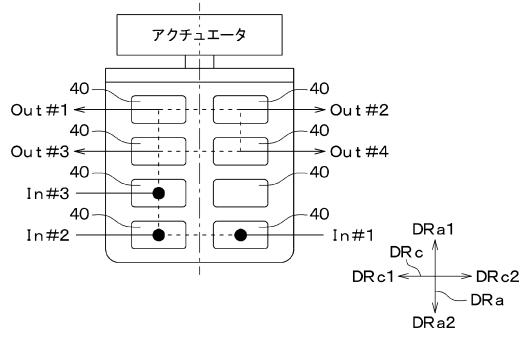 アクチュエータ
40 40
Out#1 Out#2
40 40
Out#3 Out#4
40 40
In#3
40 40
In#2 In#1
DRa1
DRc
DRc1 DRc2
DRa
DRa2